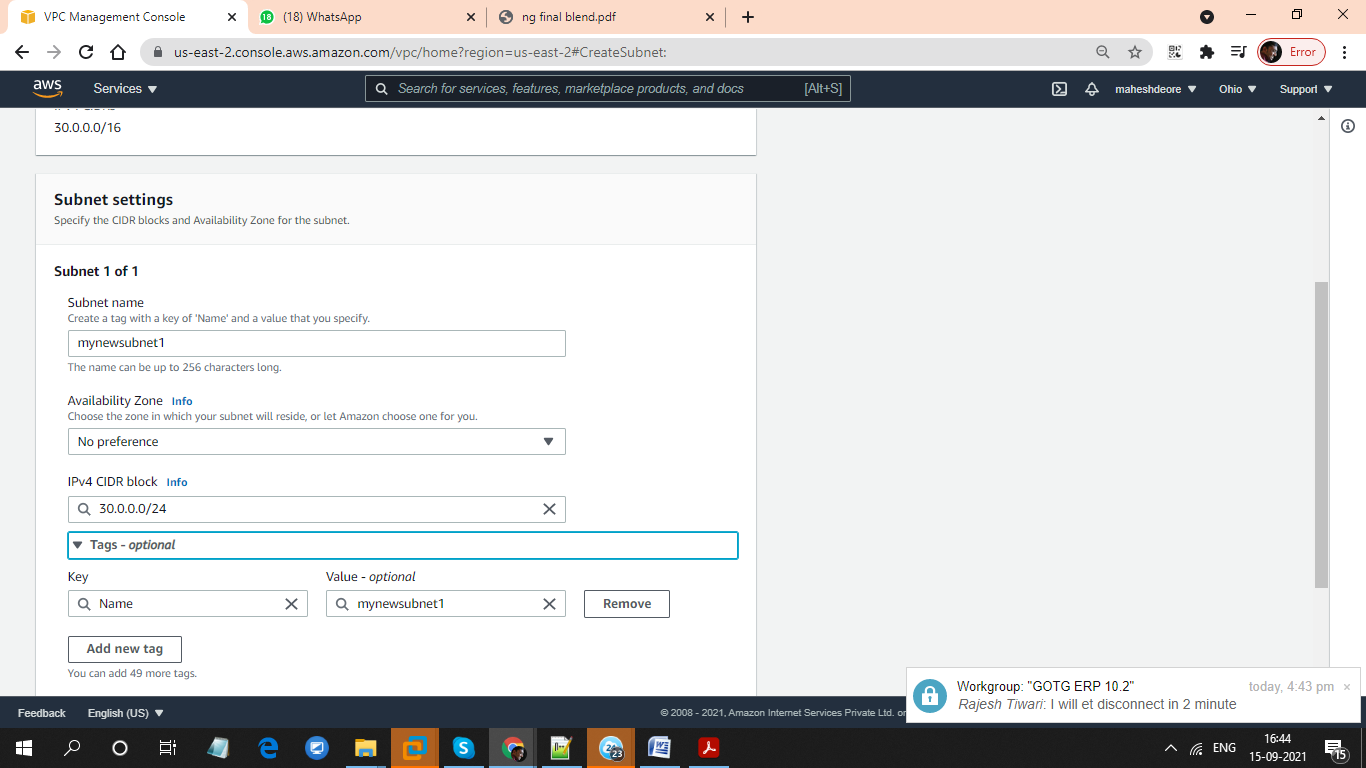 VPC Management Console
(18) WhatsApp
ng final blend.pdf
us-east-2.console.aws.amazon.com/vpc/home?region=us-east-2#CreateSubnet:
Error
aws
Services
Search for services, features, marketplace products, and docs [Alt+S]
maheshdeore
Ohio
Support
30.0.0.0/16
Subnet settings
Specify the CIDR blocks and Availability Zone for the subnet.
Subnet 1 of 1
Subnet name
Create a tag with a key of 'Name' and a value that you specify.
mynewsubnet1
The name can be up to 256 characters long.
Availability Zone Info
Choose the zone in which your subnet will reside, or let Amazon choose one for you.
No preference
IPv4 CIDR block Info
30.0.0.0/24
Tags - optional
Key
Value - optional
Name
mynewsubnet1
Remove
Add new tag
You can add 49 more tags.
Workgroup: "GOTG ERP 10.2" today, 4:43 pm
Rajesh Tiwari: I will et disconnect in 2 minute
Feedback
English (US)
© 2008 - 2021, Amazon Internet Services Private Ltd. or
ENG
16:44
15-09-2021
15